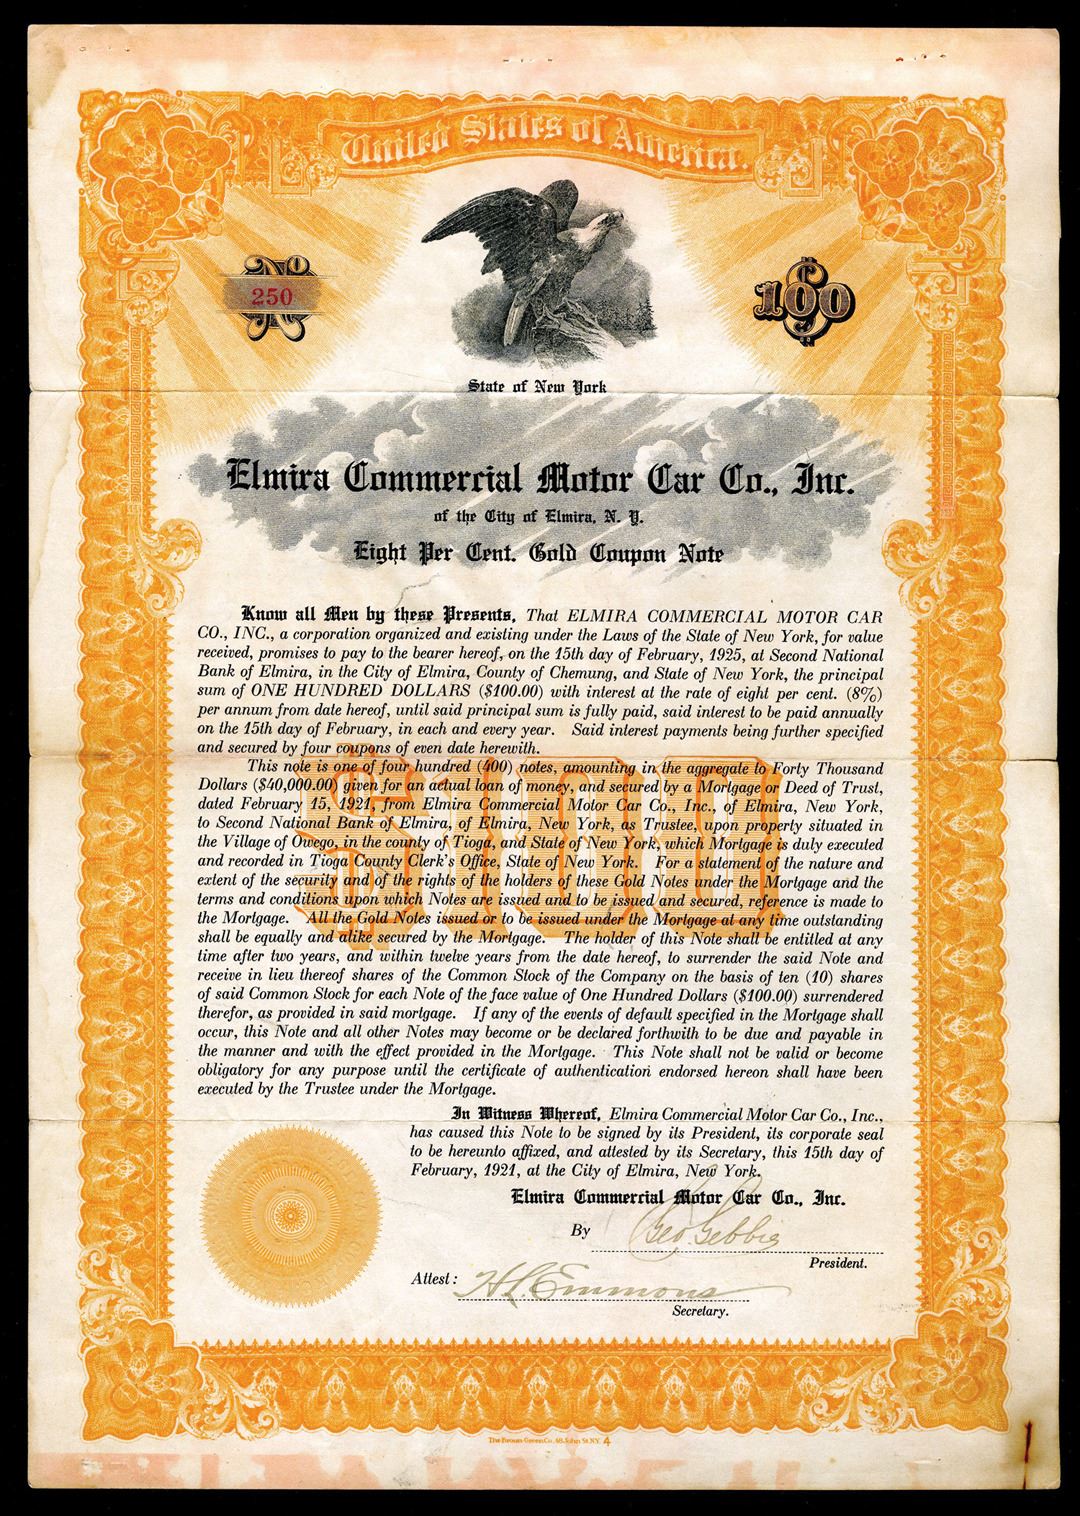 United States of America.
No
250
$100
State of New York
Elmira Commercial Motor Car Co., Inc.
of the City of Elmira, N. Y.
Eight Per Cent. Gold Coupon Note
Know all Men by these Presents, That ELMIRA COMMERCIAL MOTOR CAR
CO., INC., a corporation organized and existing under the Laws of the State of New York, for value
received, promises to pay to the bearer hereof, on the 15th day of February, 1925, at Second National
Bank of Elmira, in the City of Elmira, County of Chemung, and State of New York, the principal
sum of ONE HUNDRED DOLLARS ($100.00) with interest at the rate of eight per cent. (8%)
per annum from date hereof, until said principal sum is fully paid, said interest to be paid annually
on the 15th day of February, in each and every year. Said interest payments being further specified
and secured by four coupons of even date herewith.
This note is one of four hundred (400) notes, amounting in the aggregate to Forty Thousand
Dollars ($40,000.00) given for an actual loan of money, and secured by a Mortgage or Deed of Trust,
dated February 15, 1921, from Elmira Commercial Motor Car Co., Inc., of Elmira, New York,
to Second National Bank of Elmira, of Elmira, New York, as Trustee, upon property situated in
the Village of Owego, in the county of Tioga, and State of New York, which Mortgage is duly executed
and recorded in Tioga County Clerk's Office, State of New York. For a statement of the nature and
extent of the security and of the rights of the holders of these Gold Notes under the Mortgage and the
terms and conditions upon which Notes are issued and to be issued and secured, reference is made to
the Mortgage. All the Gold Notes issued or to be issued under the Mortgage at any time outstanding
shall be equally and alike secured by the Mortgage. The holder of this Note shall be entitled at any
time after two years, and within twelve years from the date hereof, to surrender the said Note and
receive in lieu thereof shares of the Common Stock of the Company on the basis of ten (10) shares
of said Common Stock for each Note of the face value of One Hundred Dollars ($100.00) surrendered
therefor, as provided in said mortgage. If any of the events of default specified in the Mortgage shall
occur, this Note and all other Notes may become or be declared forthwith to be due and payable in
the manner and with the effect provided in the Mortgage. This Note shall not be valid or become
obligatory for any purpose until the certificate of authentication endorsed hereon shall have been
executed by the Trustee under the Mortgage.
$100
In Witness Whereof, Elmira Commercial Motor Car Co., Inc.,
has caused this Note to be signed by its President, its corporate seal
to be hereunto affixed, and attested by its Secretary, this 15th day of
February, 1921, at the City of Elmira, New York.
Elmira Commercial Motor Car Co., Inc.
By Geo. Gebbie
President.
Attest: H L Emmons
Secretary.
The Broun-Green Co. 48 John St. N.Y. 4